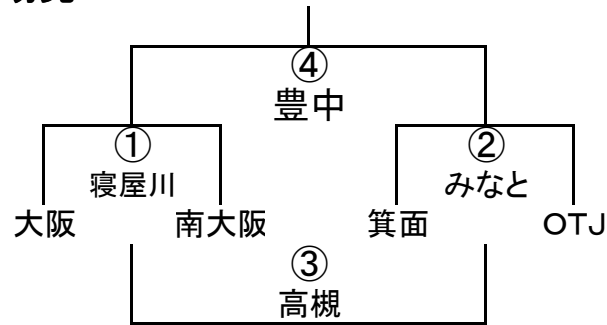 ④
豊中
①
②
寝屋川
みなと
大阪
南大阪
箕面
OTJ
③
高槻